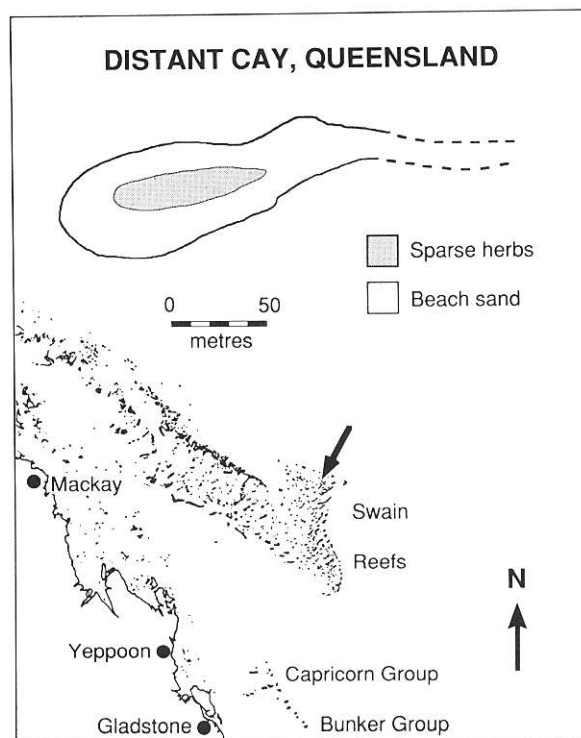 DISTANT CAY, QUEENSLAND
Sparse herbs
Beach sand
0 50
metres
Mackay
Swain
Reefs
N
Yeppoon
Capricorn Group
Gladstone
Bunker Group